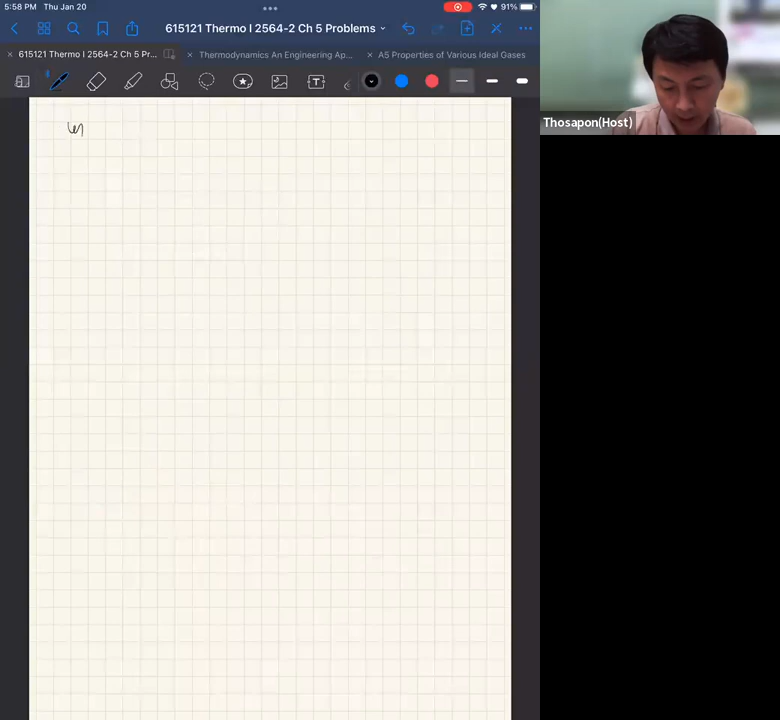 5:58 PM Thu Jan 20
91%
615121 Thermo I 2564-2 Ch 5 Problems
615121 Thermo I 2564-2 Ch 5 Pr...
Thermodynamics An Engineering Ap...
A5 Properties of Various Ideal Gases
Thosapon(Host)